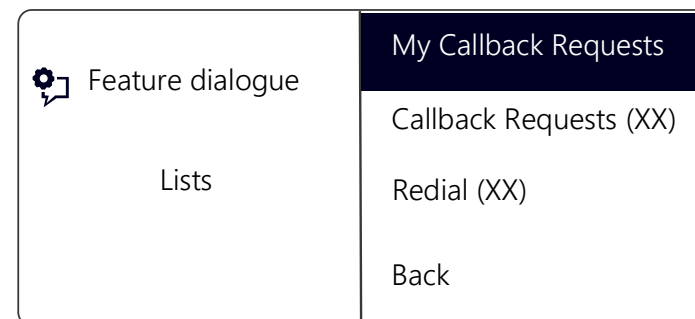 Feature dialogue
Lists
My Callback Requests
Callback Requests (XX)
Redial (XX)
Back